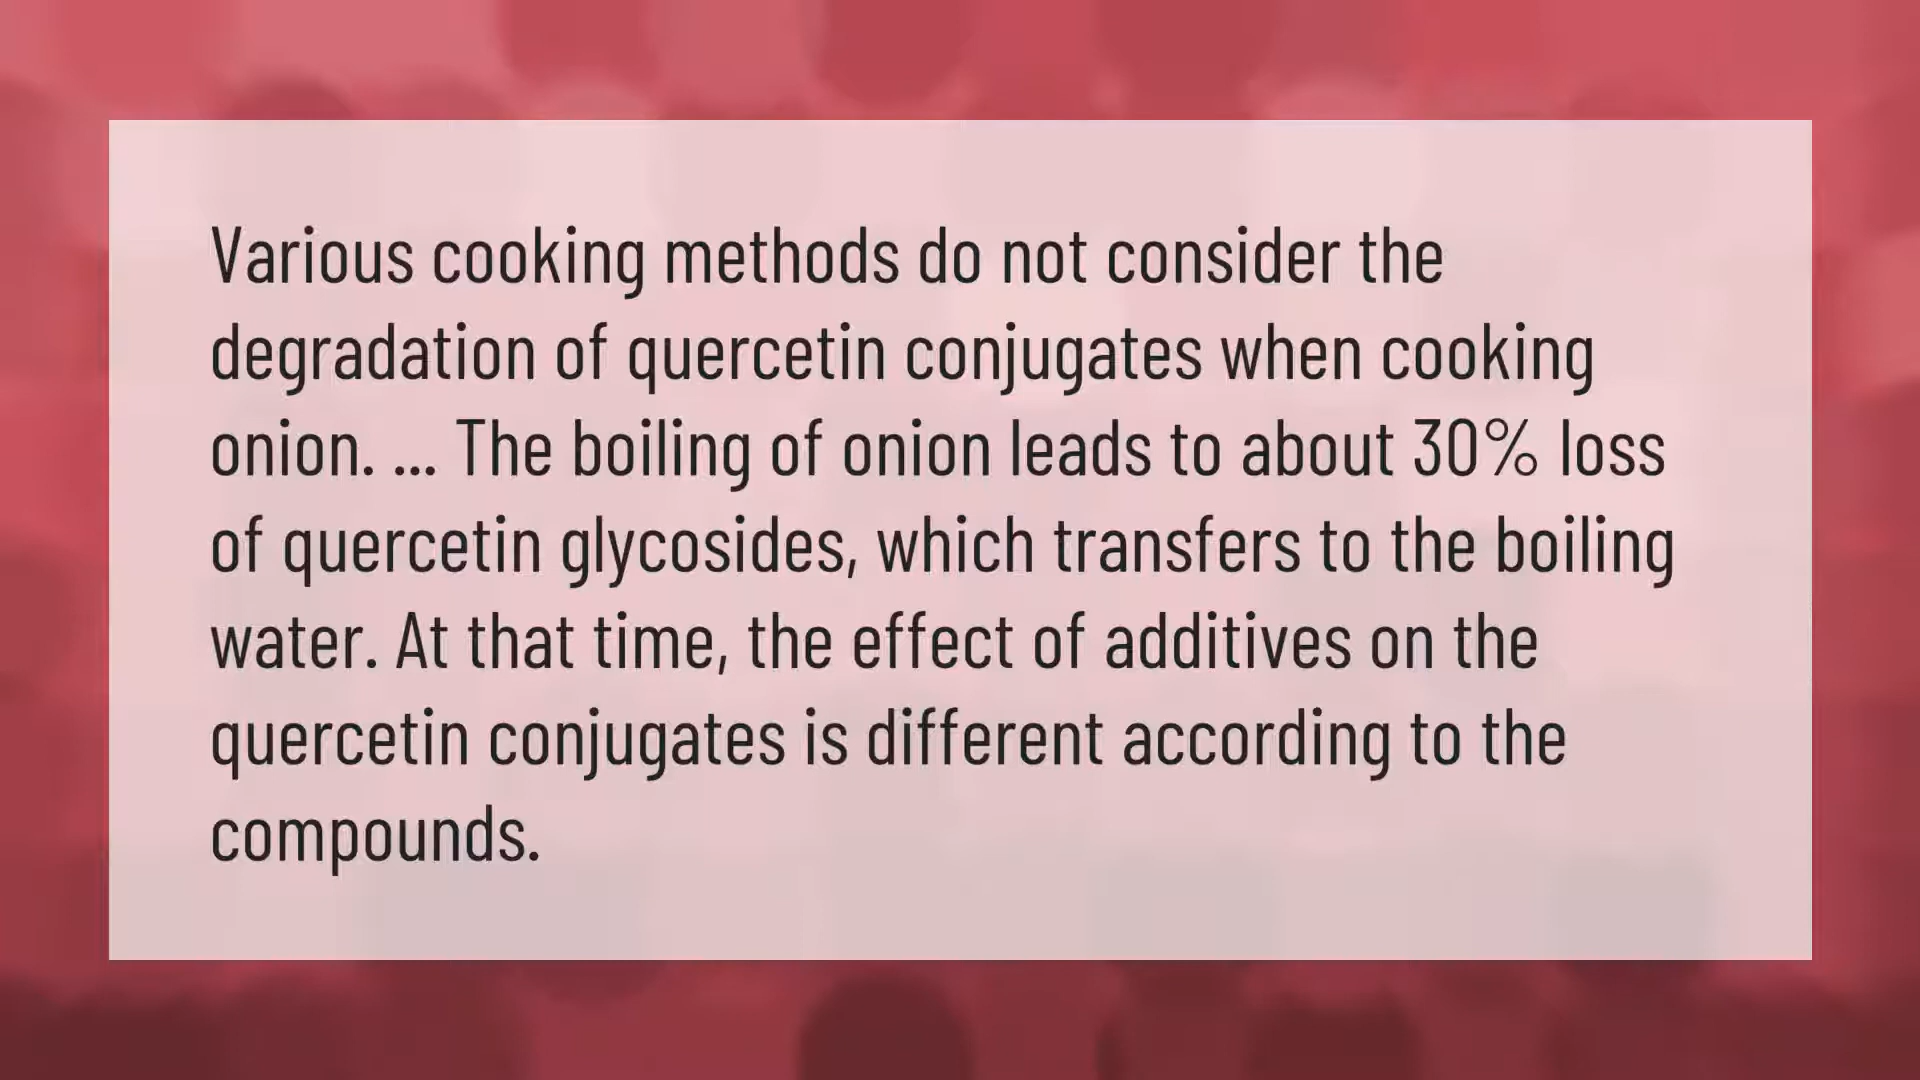 Various cooking methods do not consider the
degradation of quercetin conjugates when cooking
onion. ... The boiling of onion leads to about 30% loss
of quercetin glycosides, which transfers to the boiling
water. At that time, the effect of additives on the
quercetin conjugates is different according to the
compounds.